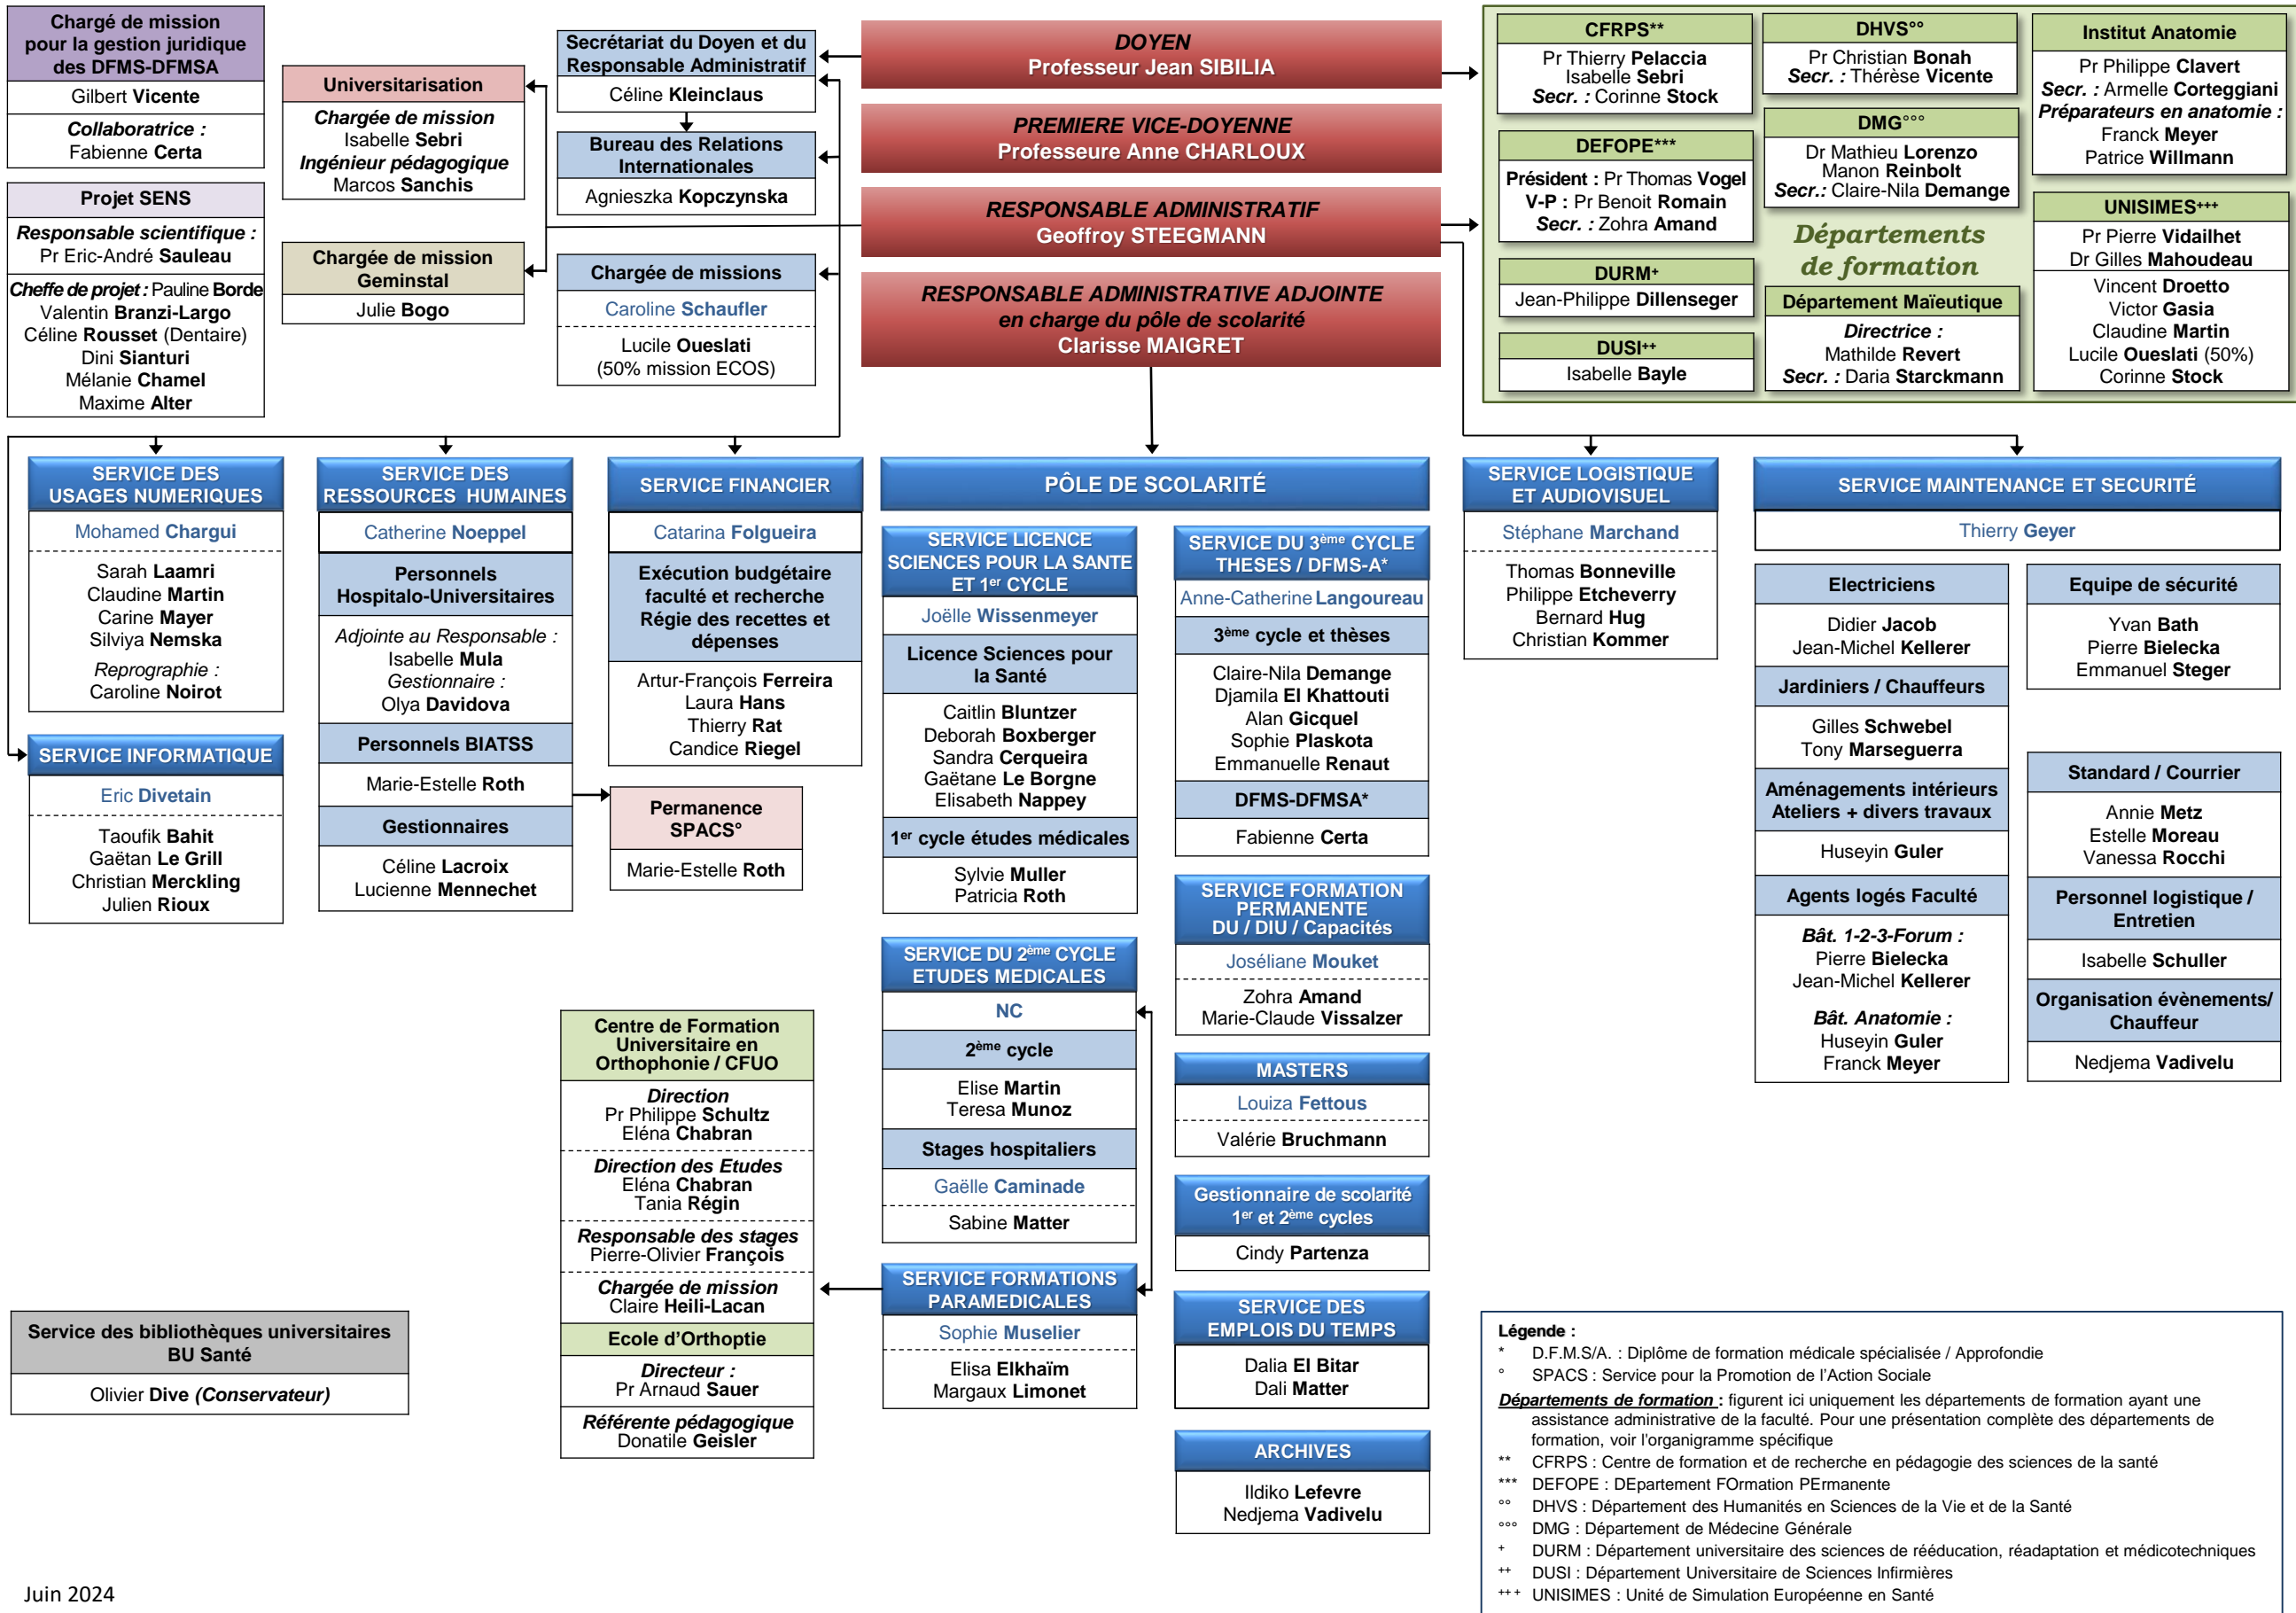 Chargé de mission
pour la gestion juridique
des DFMS-DFMSA
Gilbert Vicente
Collaboratrice :
Fabienne Certa
Projet SENS
Responsable scientifique :
Pr Eric-André Sauleau
Cheffe de projet : Pauline Borde
Valentin Branzi-Largo
Céline Rousset (Dentaire)
Dini Sianturi
Mélanie Chamel
Maxime Alter
Universitarisation
Chargée de mission
Isabelle Sebri
Ingénieur pédagogique
Marcos Sanchis
Chargée de mission
Geminstal
Julie Bogo
Secrétariat du Doyen et du
Responsable Administratif
Céline Kleinclaus
Bureau des Relations
Internationales
Agnieszka Kopczynska
Chargée de missions
Caroline Schaufler
Lucile Oueslati
(50% mission ECOS)
DOYEN
Professeur Jean SIBILIA
PREMIERE VICE-DOYENNE
Professeure Anne CHARLOUX
RESPONSABLE ADMINISTRATIF
Geoffroy STEEGMANN
RESPONSABLE ADMINISTRATIVE ADJOINTE
en charge du pôle de scolarité
Clarisse MAIGRET
CFRPS**
Pr Thierry Pelaccia
Isabelle Sebri
Secr. : Corinne Stock
DEFOPE***
Président : Pr Thomas Vogel
V-P : Pr Benoit Romain
Secr. : Zohra Amand
DURM+
Jean-Philippe Dillenseger
DUSI++
Isabelle Bayle
DHVS°°
Pr Christian Bonah
Secr. : Thérèse Vicente
DMG°°°
Dr Mathieu Lorenzo
Manon Reinbolt
Secr.: Claire-Nila Demange
Départements
de formation
Département Maïeutique
Directrice :
Mathilde Revert
Secr. : Daria Starckmann
Institut Anatomie
Pr Philippe Clavert
Secr. : Armelle Corteggiani
Préparateurs en anatomie :
Franck Meyer
Patrice Willmann
UNISIMES+++
Pr Pierre Vidailhet
Dr Gilles Mahoudeau
Vincent Droetto
Victor Gasia
Claudine Martin
Lucile Oueslati (50%)
Corinne Stock
SERVICE DES
USAGES NUMERIQUES
Mohamed Chargui
Sarah Laamri
Claudine Martin
Carine Mayer
Silviya Nemska
Reprographie :
Caroline Noirot
SERVICE INFORMATIQUE
Eric Divetain
Taoufik Bahit
Gaëtan Le Grill
Christian Merckling
Julien Rioux
SERVICE DES
RESSOURCES HUMAINES
Catherine Noeppel
Personnels
Hospitalo-Universitaires
Adjointe au Responsable :
Isabelle Mula
Gestionnaire :
Olya Davidova
Personnels BIATSS
Marie-Estelle Roth
Gestionnaires
Céline Lacroix
Lucienne Mennechet
SERVICE FINANCIER
Catarina Folgueira
Exécution budgétaire
faculté et recherche
Régie des recettes et
dépenses
Artur-François Ferreira
Laura Hans
Thierry Rat
Candice Riegel
Permanence
SPACS°
Marie-Estelle Roth
PÔLE DE SCOLARITÉ
SERVICE LICENCE
SCIENCES POUR LA SANTE
ET 1er CYCLE
Joëlle Wissenmeyer
Licence Sciences pour
la Santé
Caitlin Bluntzer
Deborah Boxberger
Sandra Cerqueira
Gaëtane Le Borgne
Elisabeth Nappey
1er cycle études médicales
Sylvie Muller
Patricia Roth
SERVICE DU 2ème CYCLE
ETUDES MEDICALES
NC
2ème cycle
Elise Martin
Teresa Munoz
Stages hospitaliers
Gaëlle Caminade
Sabine Matter
SERVICE FORMATIONS
PARAMEDICALES
Sophie Muselier
Elisa Elkhaïm
Margaux Limonet
SERVICE DU 3ème CYCLE
THESES / DFMS-A*
Anne-Catherine Langoureau
3ème cycle et thèses
Claire-Nila Demange
Djamila El Khattouti
Alan Gicquel
Sophie Plaskota
Emmanuelle Renaut
DFMS-DFMSA*
Fabienne Certa
SERVICE FORMATION
PERMANENTE
DU / DIU / Capacités
Joséliane Mouket
Zohra Amand
Marie-Claude Vissalzer
MASTERS
Louiza Fettous
Valérie Bruchmann
Gestionnaire de scolarité
1er et 2ème cycles
Cindy Partenza
SERVICE DES
EMPLOIS DU TEMPS
Dalia El Bitar
Dali Matter
ARCHIVES
Ildiko Lefevre
Nedjema Vadivelu
Centre de Formation
Universitaire en
Orthophonie / CFUO
Direction
Pr Philippe Schultz
Eléna Chabran
Direction des Etudes
Eléna Chabran
Tania Régin
Responsable des stages
Pierre-Olivier François
Chargée de mission
Claire Heili-Lacan
Ecole d'Orthoptie
Directeur :
Pr Arnaud Sauer
Référente pédagogique
Donatile Geisler
SERVICE LOGISTIQUE
ET AUDIOVISUEL
Stéphane Marchand
Thomas Bonneville
Philippe Etcheverry
Bernard Hug
Christian Kommer
SERVICE MAINTENANCE ET SECURITÉ
Thierry Geyer
Electriciens
Didier Jacob
Jean-Michel Kellerer
Jardiniers / Chauffeurs
Gilles Schwebel
Tony Marseguerra
Aménagements intérieurs
Ateliers + divers travaux
Huseyin Guler
Agents logés Faculté
Bât. 1-2-3-Forum :
Pierre Bielecka
Jean-Michel Kellerer
Bât. Anatomie :
Huseyin Guler
Franck Meyer
Equipe de sécurité
Yvan Bath
Pierre Bielecka
Emmanuel Steger
Standard / Courrier
Annie Metz
Estelle Moreau
Vanessa Rocchi
Personnel logistique /
Entretien
Isabelle Schuller
Organisation évènements/
Chauffeur
Nedjema Vadivelu
Service des bibliothèques universitaires
BU Santé
Olivier Dive (Conservateur)
Légende :
* D.F.M.S/A. : Diplôme de formation médicale spécialisée / Approfondie
° SPACS : Service pour la Promotion de l'Action Sociale
Départements de formation : figurent ici uniquement les départements de formation ayant une
assistance administrative de la faculté. Pour une présentation complète des départements de
formation, voir l'organigramme spécifique
** CFRPS : Centre de formation et de recherche en pédagogie des sciences de la santé
*** DEFOPE : DEpartement FOrmation PErmanente
°° DHVS : Département des Humanités en Sciences de la Vie et de la Santé
°°° DMG : Département de Médecine Générale
+ DURM : Département universitaire des sciences de rééducation, réadaptation et médicotechniques
++ DUSI : Département Universitaire de Sciences Infirmières
+++ UNISIMES : Unité de Simulation Européenne en Santé
Juin 2024